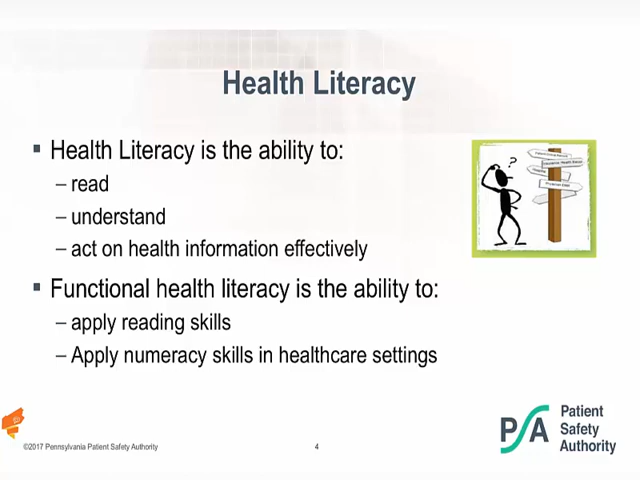 Health Literacy
▪ Health Literacy is the ability to:
– read
– understand
– act on health information effectively
▪ Functional health literacy is the ability to:
– apply reading skills
– Apply numeracy skills in healthcare settings
?
©2017 Pennsylvania Patient Safety Authority
4
PSA
Patient
Safety
Authority